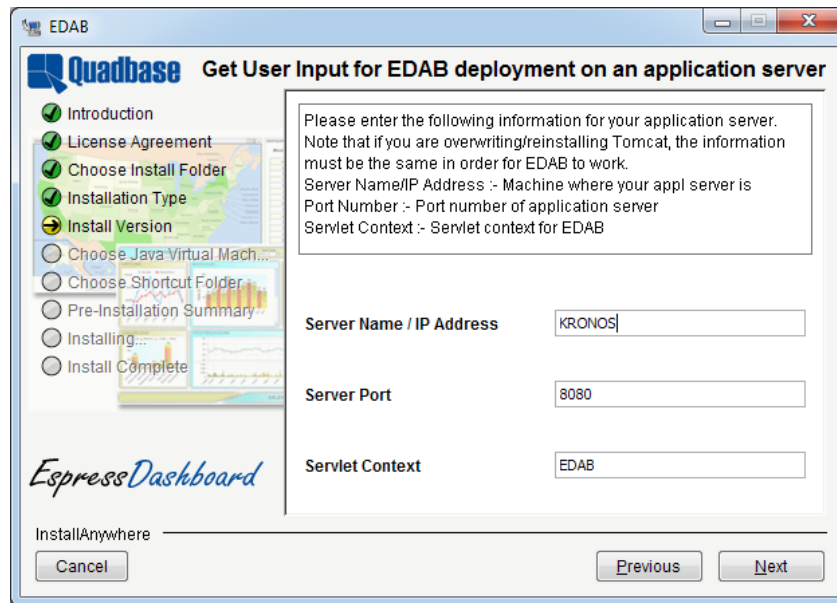 EDAB
Quadbase
Get User Input for EDAB deployment on an application server
Introduction
License Agreement
Choose Install Folder
Installation Type
Install Version
Choose Java Virtual Mach...
Choose Shortcut Folder
Pre-Installation Summary
Installing...
Install Complete
EspressDashboard
Please enter the following information for your application server.
Note that if you are overwriting/reinstalling Tomcat, the information
must be the same in order for EDAB to work.
Server Name/IP Address :- Machine where your appl server is
Port Number :- Port number of application server
Servlet Context :- Servlet context for EDAB
Server Name / IP Address KRONOS
Server Port 8080
Servlet Context EDAB
InstallAnywhere
Cancel Previous Next